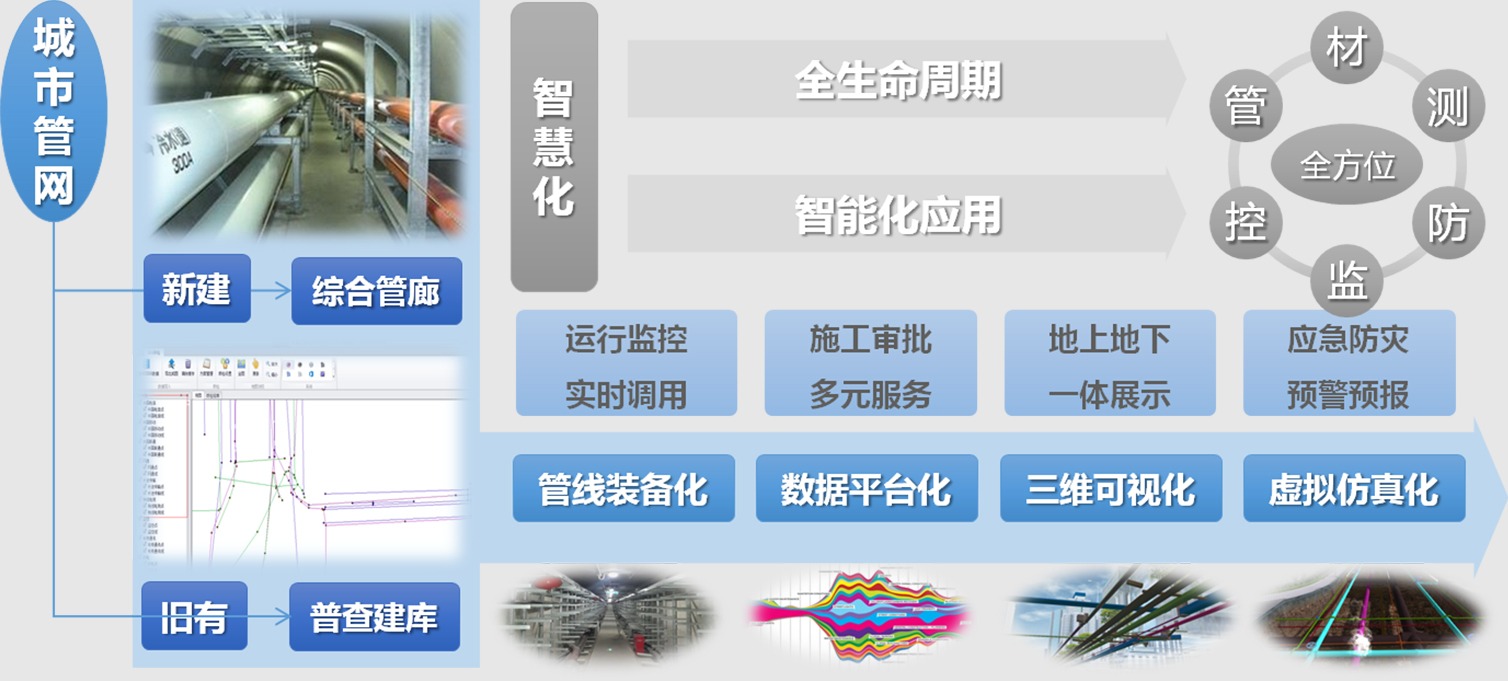 城市管网
冷水(通)
300A
新建
综合管廊
旧有
普查建库
智慧化
全生命周期
智能化应用
材
测
防
监
控
管
全方位
运行监控
实时调用
施工审批
多元服务
地上地下
一体展示
应急防灾
预警预报
管线装备化
数据平台化
三维可视化
虚拟仿真化